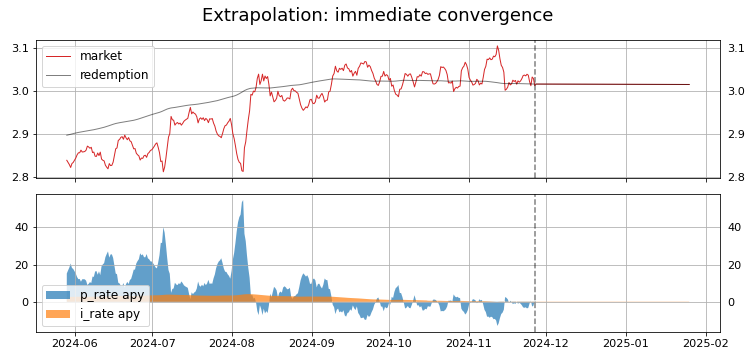 Extrapolation: immediate convergence
3.1
3.0
2.9
2.8
market
redemption
3.1
3.0
2.9
2.8
40
20
0
p_rate apy
i_rate apy
40
20
0
2024-06 2024-07 2024-08 2024-09 2024-10 2024-11 2024-12 2025-01 2025-02